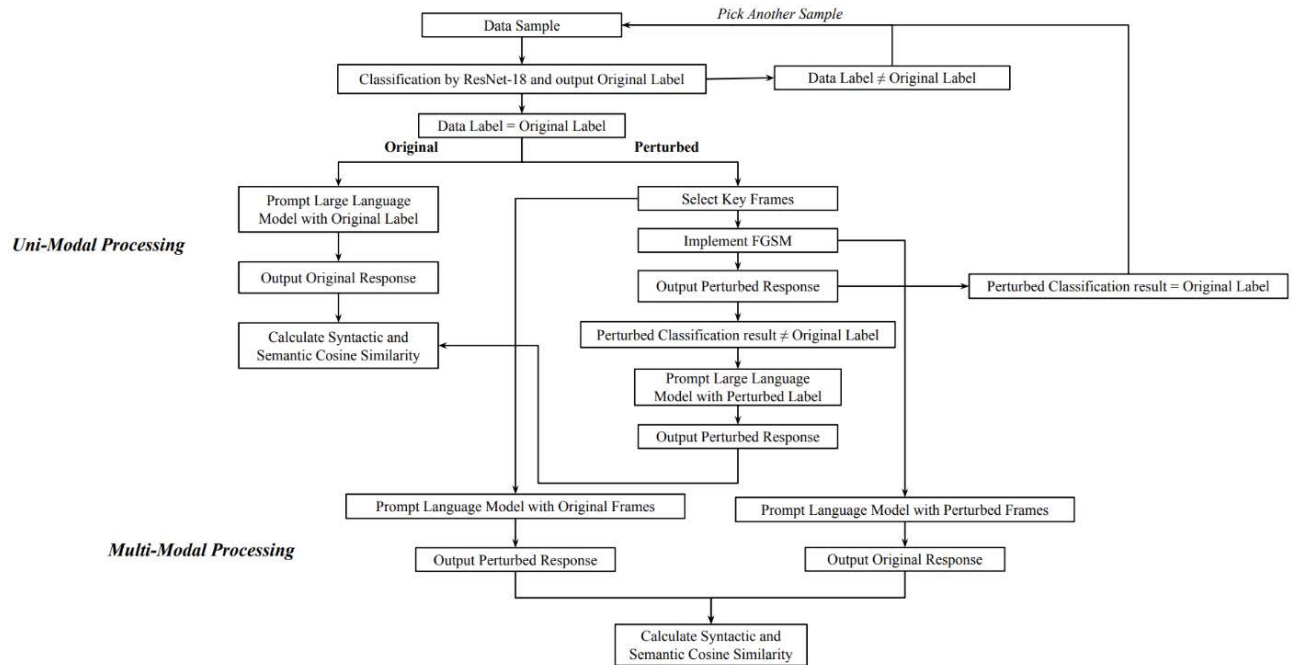 Pick Another Sample
Data Sample
Classification by ResNet-18 and output Original Label
Data Label ≠ Original Label
Data Label = Original Label
Original
Perturbed
Prompt Large Language
Model with Original Label
Select Key Frames
Uni-Modal Processing
Implement FGSM
Output Original Response
Output Perturbed Response
Perturbed Classification result = Original Label
Calculate Syntactic and
Semantic Cosine Similarity
Perturbed Classification result ≠ Original Label
Prompt Large Language
Model with Perturbed Label
Output Perturbed Response
Prompt Language Model with Original Frames
Prompt Language Model with Perturbed Frames
Multi-Modal Processing
Output Perturbed Response
Output Original Response
Calculate Syntactic and
Semantic Cosine Similarity